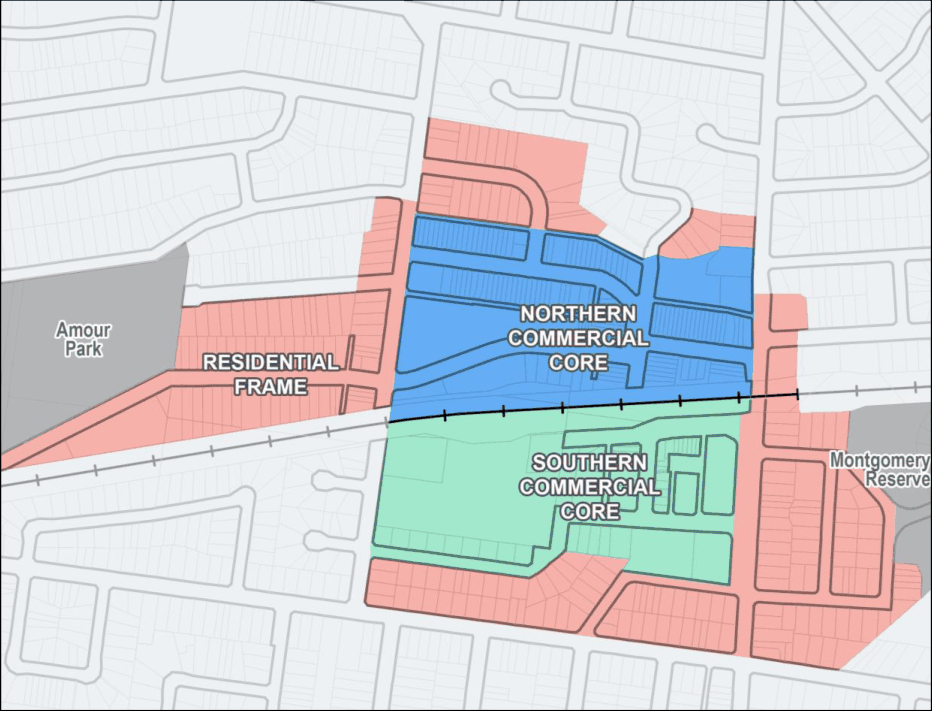 NORTHERN
COMMERCIAL
CORE
Amour
Park
RESIDENTIAL
FRAME
SOUTHERN
COMMERCIAL
CORE
Montgomery
Reserve